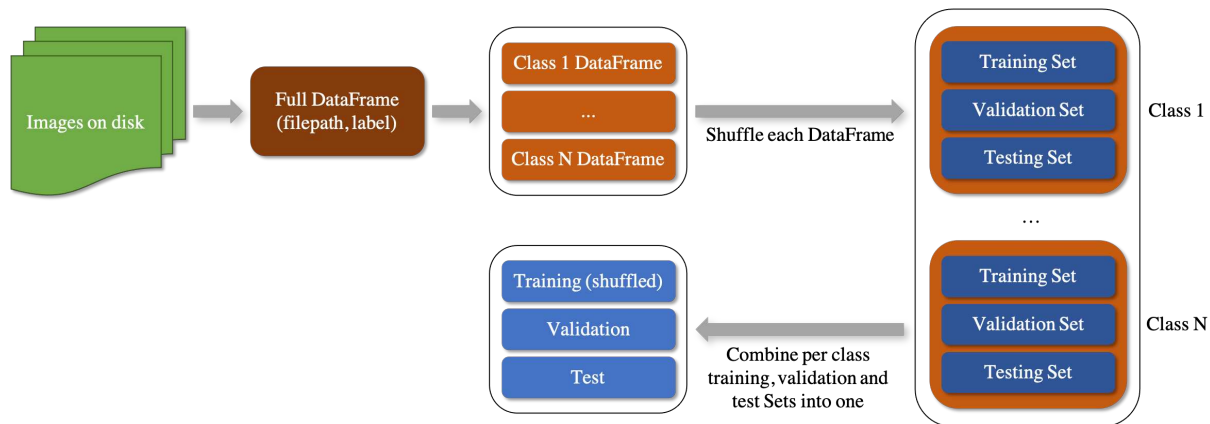 Images on disk
Full DataFrame
(filepath, label)
Class 1 DataFrame
...
Class N DataFrame
Shuffle each DataFrame
Training Set
Validation Set
Testing Set
Class 1
...
Training Set
Validation Set
Testing Set
Class N
Combine per class
training, validation and
test Sets into one
Training (shuffled)
Validation
Test